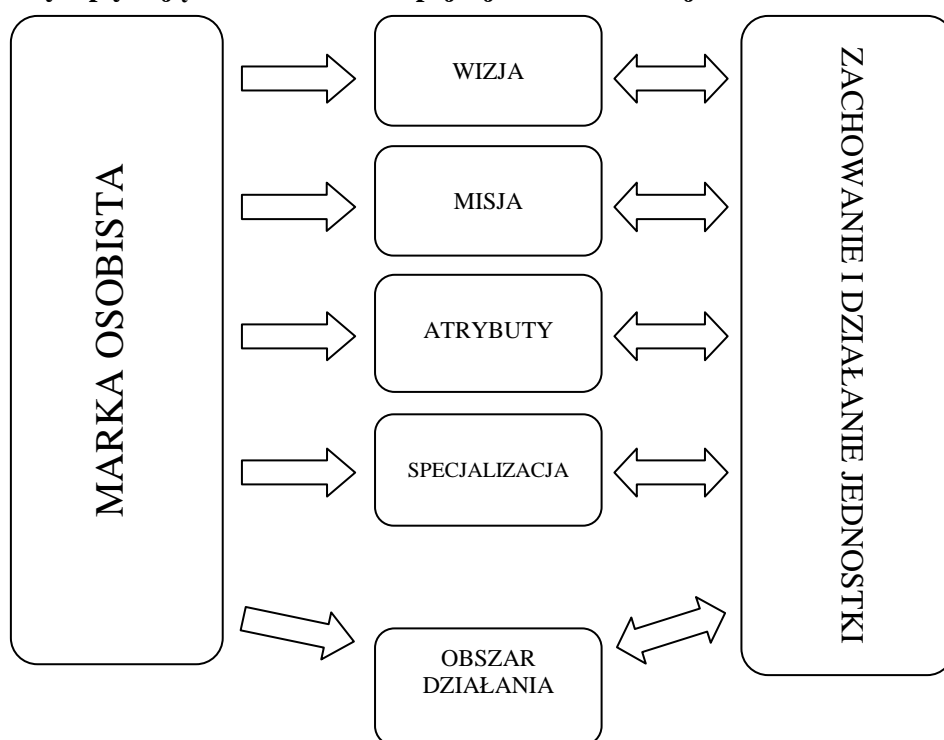 MARKA OSOBISTA
WIZJA
MISJA
ATRYBUTY
SPECJALIZACJA
OBSZAR
DZIAŁANIA
ZACHOWANIE I DZIAŁANIE JEDNOSTKI